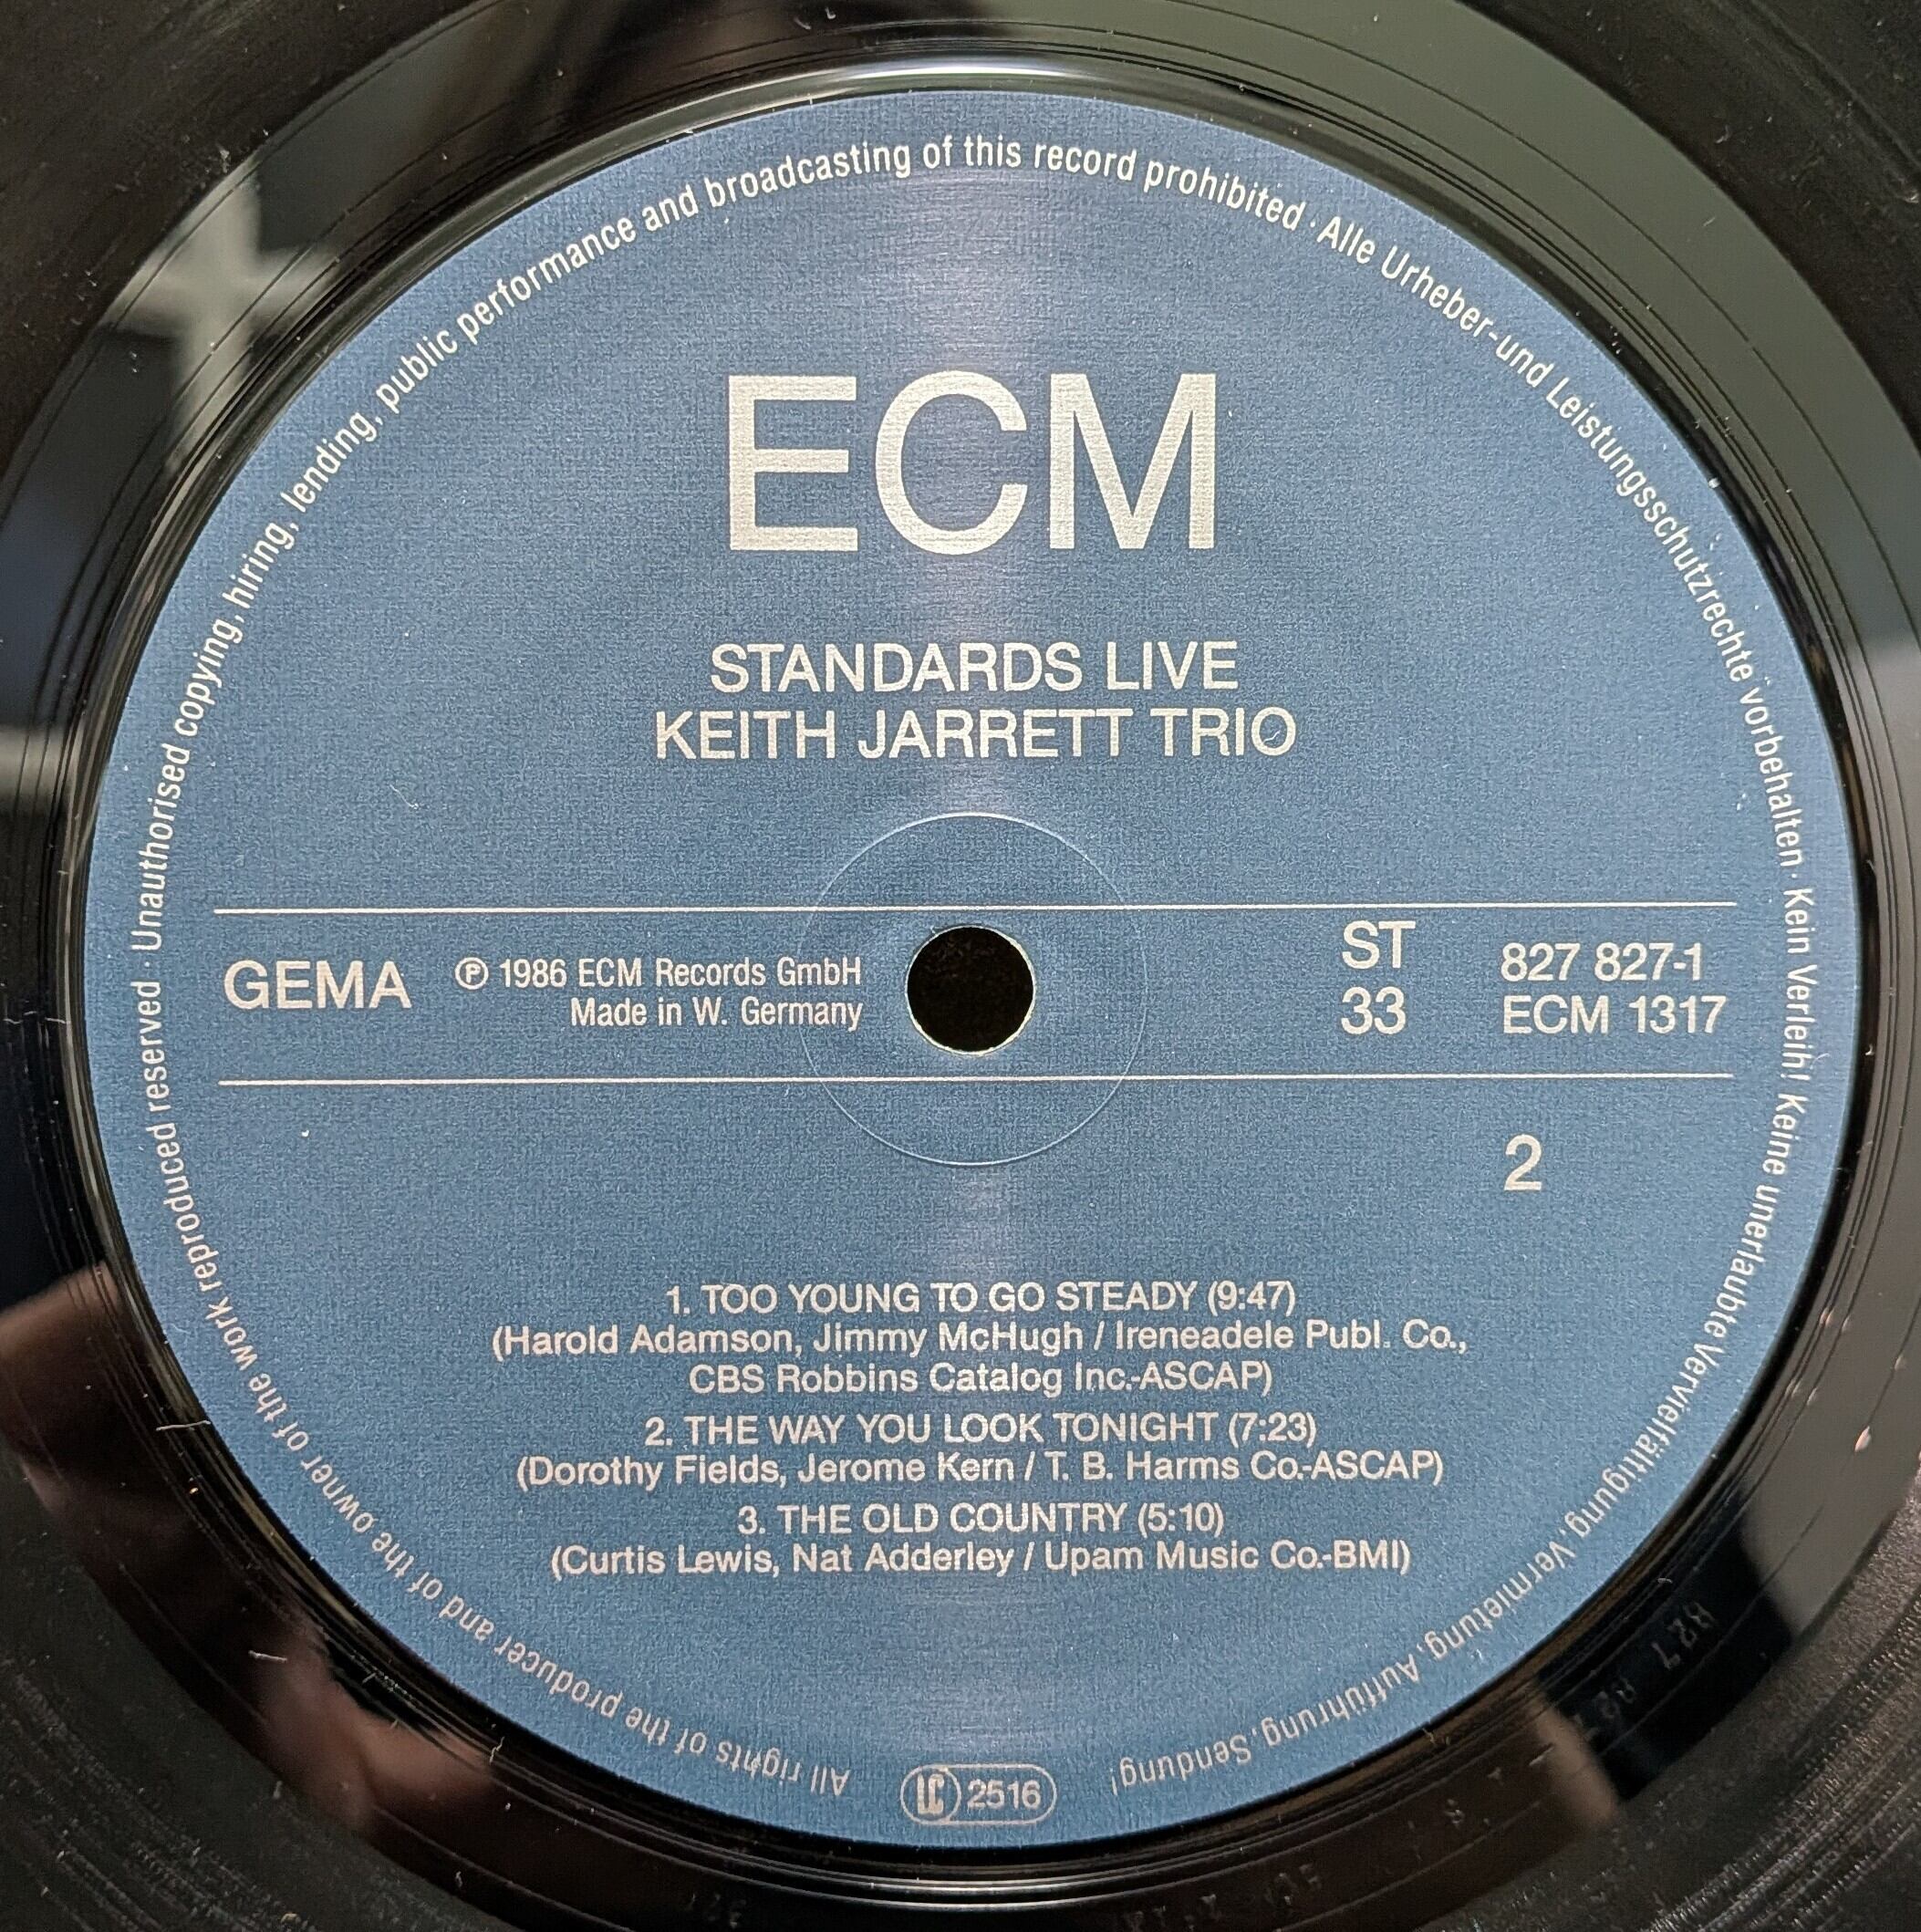 All rights of the producer and of the owner of the work reproduced reserved · Unauthorised copying, hiring, lending, public performance and broadcasting of this record prohibited · Alle Urheber-und Leistungsschutzrechte vorbehalten · Kein Verleih! Keine unerlaubte Vervielfältigung, Vermietung, Aufführung, Sendung!
ECM
STANDARDS LIVE
KEITH JARRETT TRIO
GEMA
℗ 1986 ECM Records GmbH
Made in W. Germany
ST
33
827 827-1
ECM 1317
2
1. TOO YOUNG TO GO STEADY (9:47)
(Harold Adamson, Jimmy McHugh / Ireneadele Publ. Co.,
CBS Robbins Catalog Inc.-ASCAP)
2. THE WAY YOU LOOK TONIGHT (7:23)
(Dorothy Fields, Jerome Kern / T. B. Harms Co.-ASCAP)
3. THE OLD COUNTRY (5:10)
(Curtis Lewis, Nat Adderley / Upam Music Co.-BMI)
LC 2516